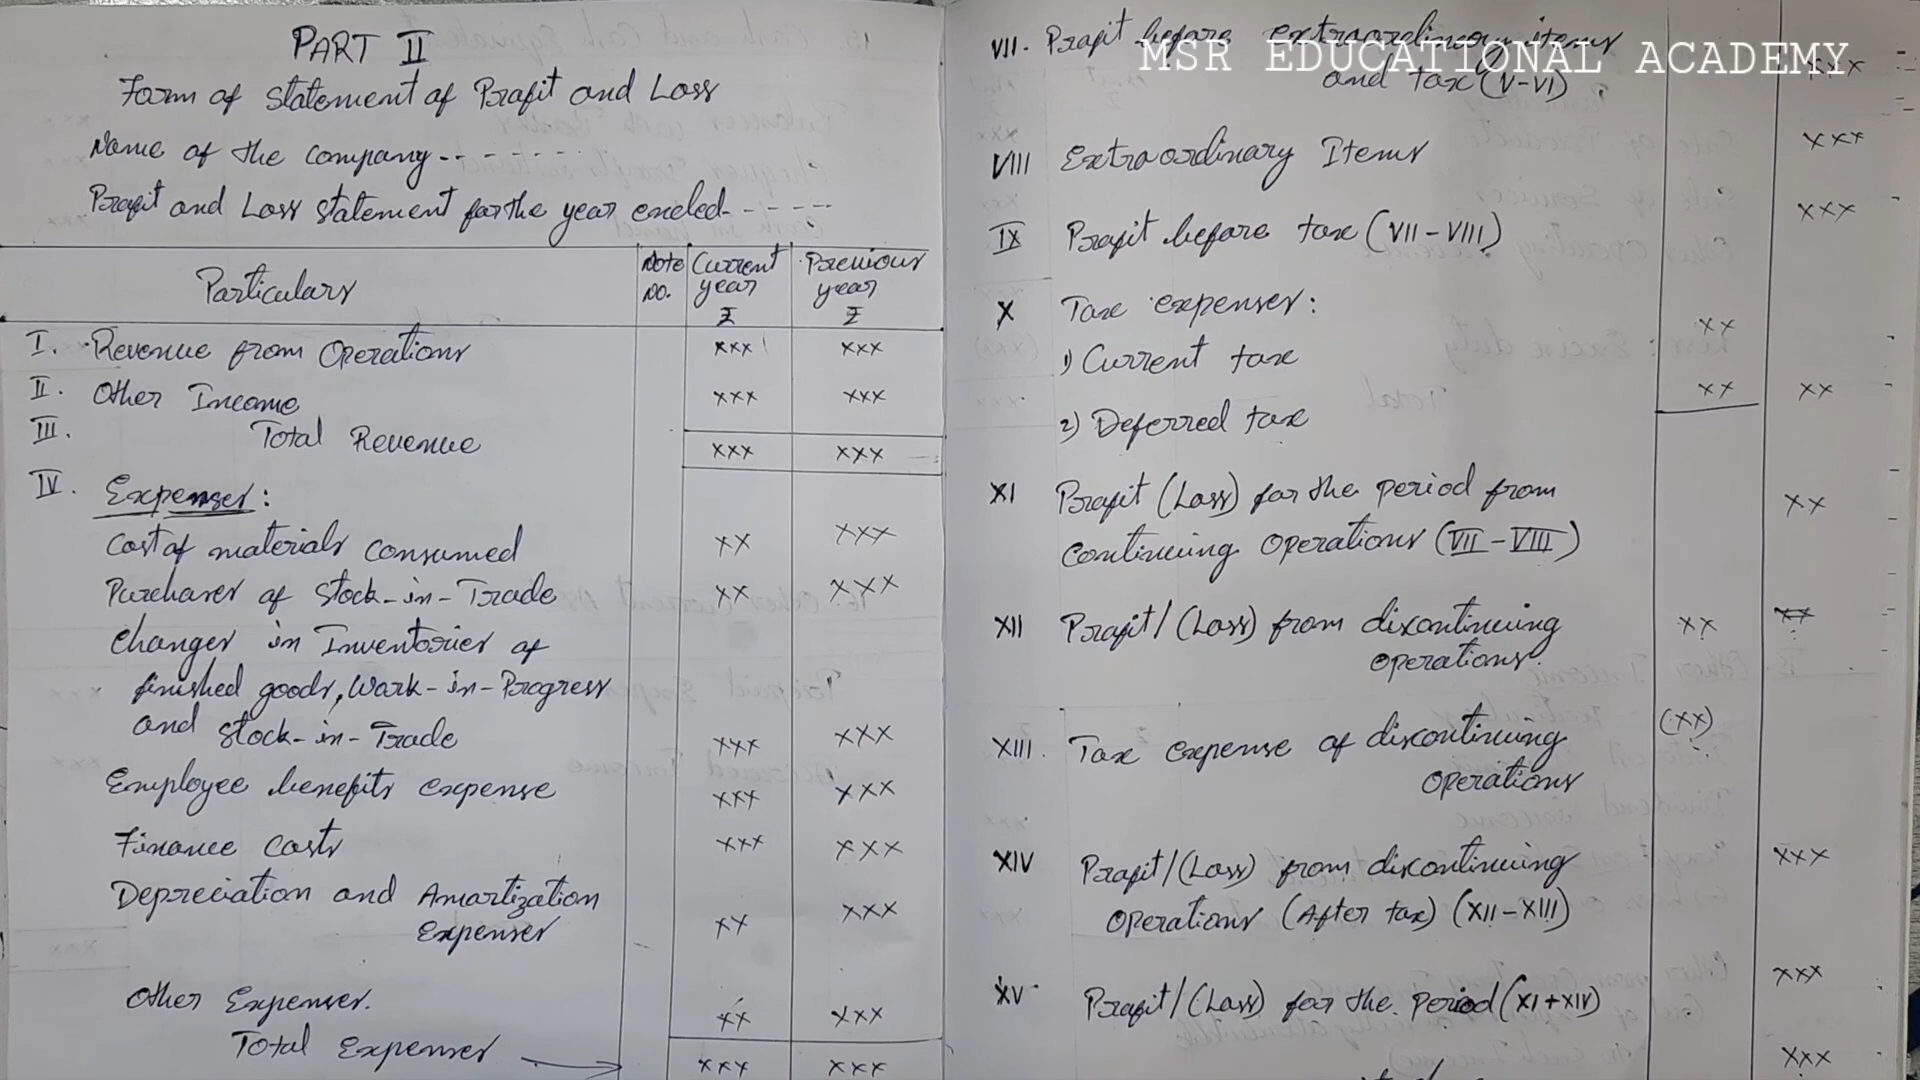 PART II
Form of Statement of Profit and Loss
Name of the Company - - - - - - - -
Profit and Loss Statement for the year ended - - - - - -
Particulars
Note No.
Current year ₹
Previous year ₹
I. Revenue from Operations xxx xxx
II. Other Income xxx xxx
III. Total Revenue xxx xxx
IV. Expenses:
Cost of materials consumed xx xxx
Purchases of Stock-in-Trade xx xxx
Changes in Inventories of
finished goods, Work-in-Progress
and Stock-in-Trade xxx xxx
Employee benefits expense xxx xxx
Finance Costs xxx xxx
Depreciation and Amortization
Expenses xx xxx
Other Expenses. xx xxx
Total Expenses xxx xxx
MSR EDUCATIONAL ACADEMY
VII. Profit before extraordinary items
and tax (V-VI) xxx
VIII Extraordinary Items xxx
IX Profit before tax (VII-VIII) xxx
X Tax expenses:
1) Current tax xx
2) Deferred tax xx xx
XI Profit (Loss) for the period from
Continuing Operations (VII-VIII) xx
XII Profit/(Loss) from discontinuing
Operations. xx xx
XIII. Tax expense of discontinuing
Operations (xx)
XIV Profit/(Loss) from discontinuing
Operations (After tax) (XII-XIII) xxx
XV Profit/(Loss) for the Period (XI+XIV) xxx
xxx